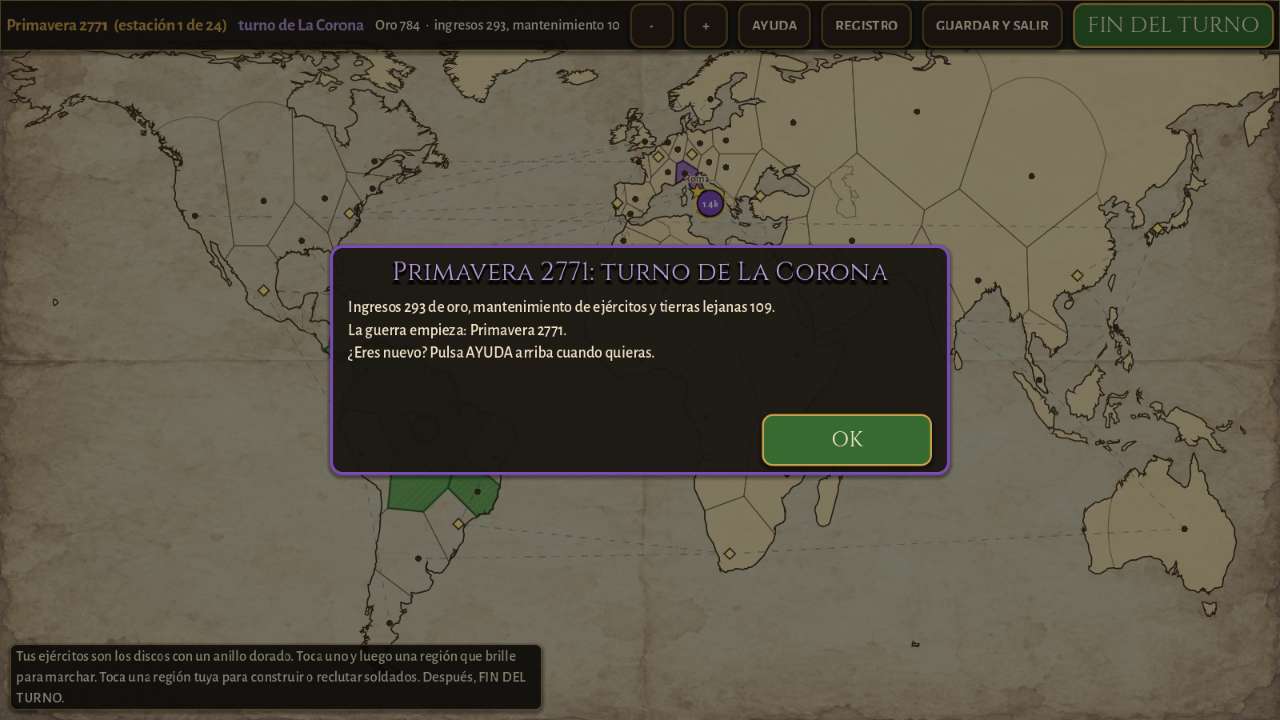 Primavera 2771 (estación 1 de 24) turno de La Corona Oro 784 · ingresos 293, mantenimiento 10 - + AYUDA REGISTRO GUARDAR Y SALIR FIN DEL TURNO
1.4k
Primavera 2771: turno de La Corona
Ingresos 293 de oro, mantenimiento de ejércitos y tierras lejanas 109.
La guerra empieza: Primavera 2771.
¿Eres nuevo? Pulsa AYUDA arriba cuando quieras.
OK
Tus ejércitos son los discos con un anillo dorado. Toca uno y luego una región que brille
para marchar. Toca una región tuya para construir o reclutar soldados. Después, FIN DEL
TURNO.